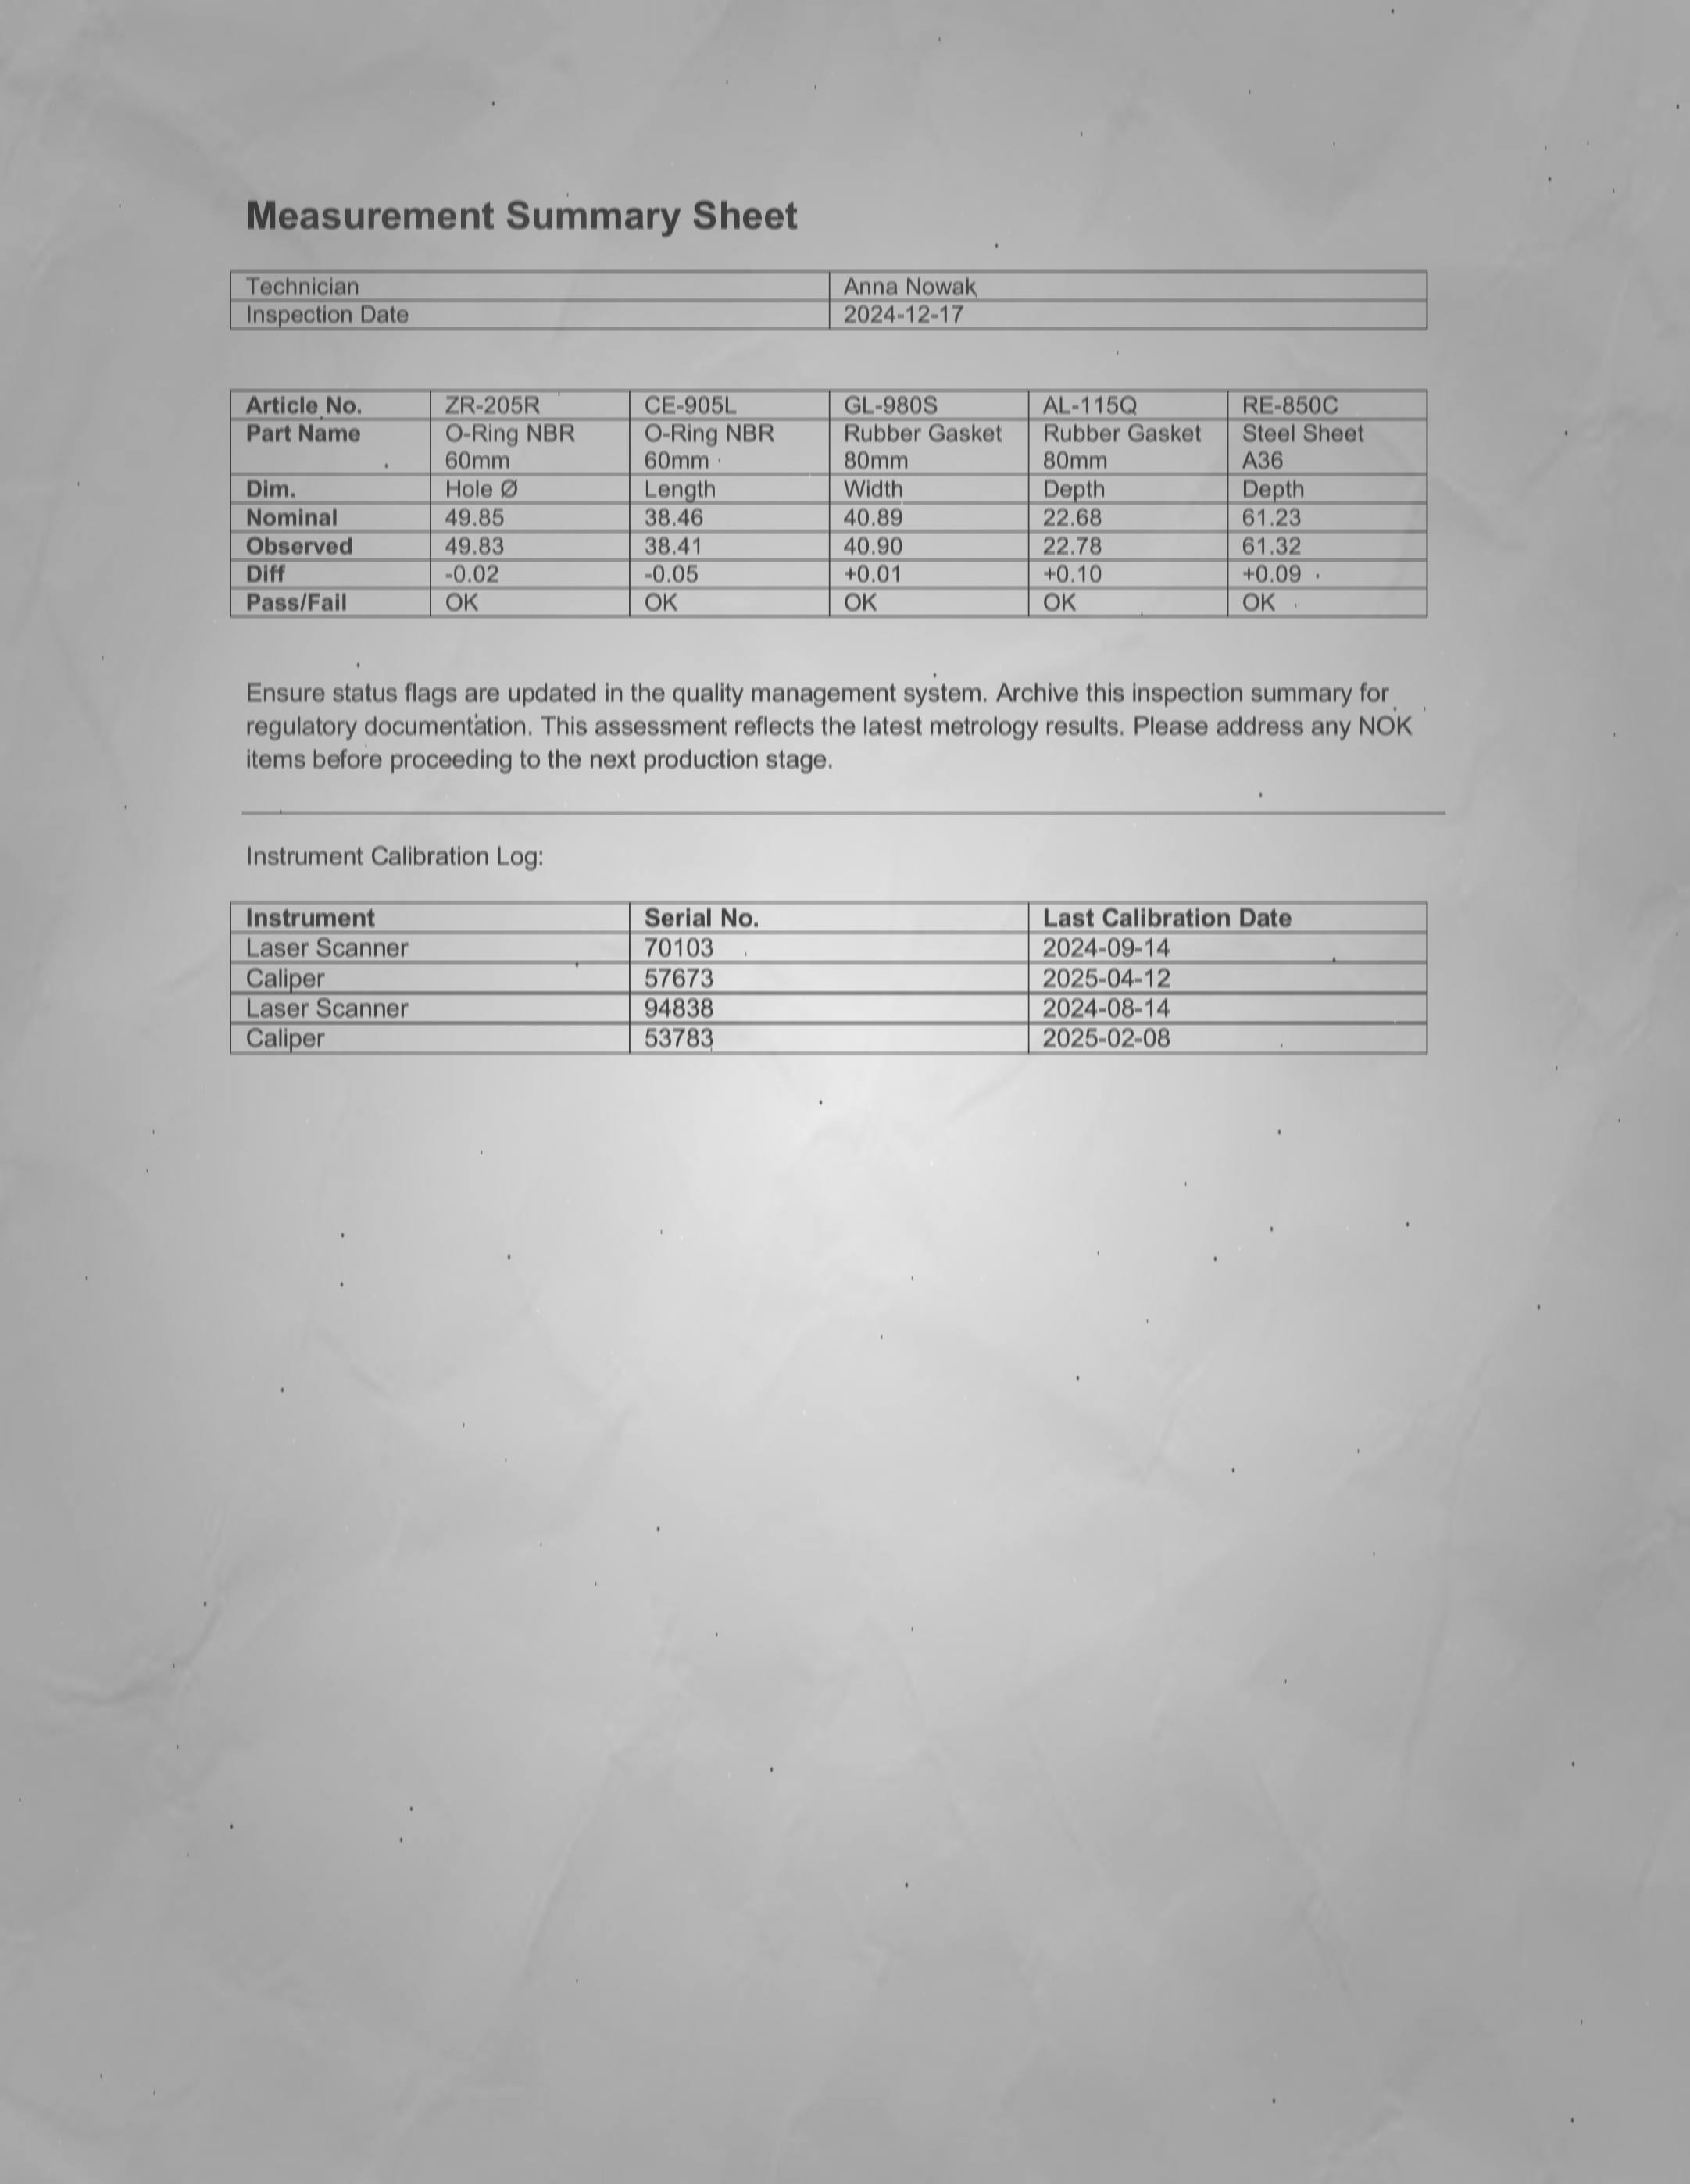 Measurement Summary Sheet
Technician Anna Nowak
Inspection Date 2024-12-17
Article No. ZR-205R CE-905L GL-980S AL-115Q RE-850C
Part Name O-Ring NBR O-Ring NBR Rubber Gasket Rubber Gasket Steel Sheet
60mm 60mm 80mm 80mm A36
Dim. Hole Ø Length Width Depth Depth
Nominal 49.85 38.46 40.89 22.68 61.23
Observed 49.83 38.41 40.90 22.78 61.32
Diff -0.02 -0.05 +0.01 +0.10 +0.09
Pass/Fail OK OK OK OK OK
Ensure status flags are updated in the quality management system. Archive this inspection summary for
regulatory documentation. This assessment reflects the latest metrology results. Please address any NOK
items before proceeding to the next production stage.
Instrument Calibration Log:
Instrument Serial No. Last Calibration Date
Laser Scanner 70103 2024-09-14
Caliper 57673 2025-04-12
Laser Scanner 94838 2024-08-14
Caliper 53783 2025-02-08